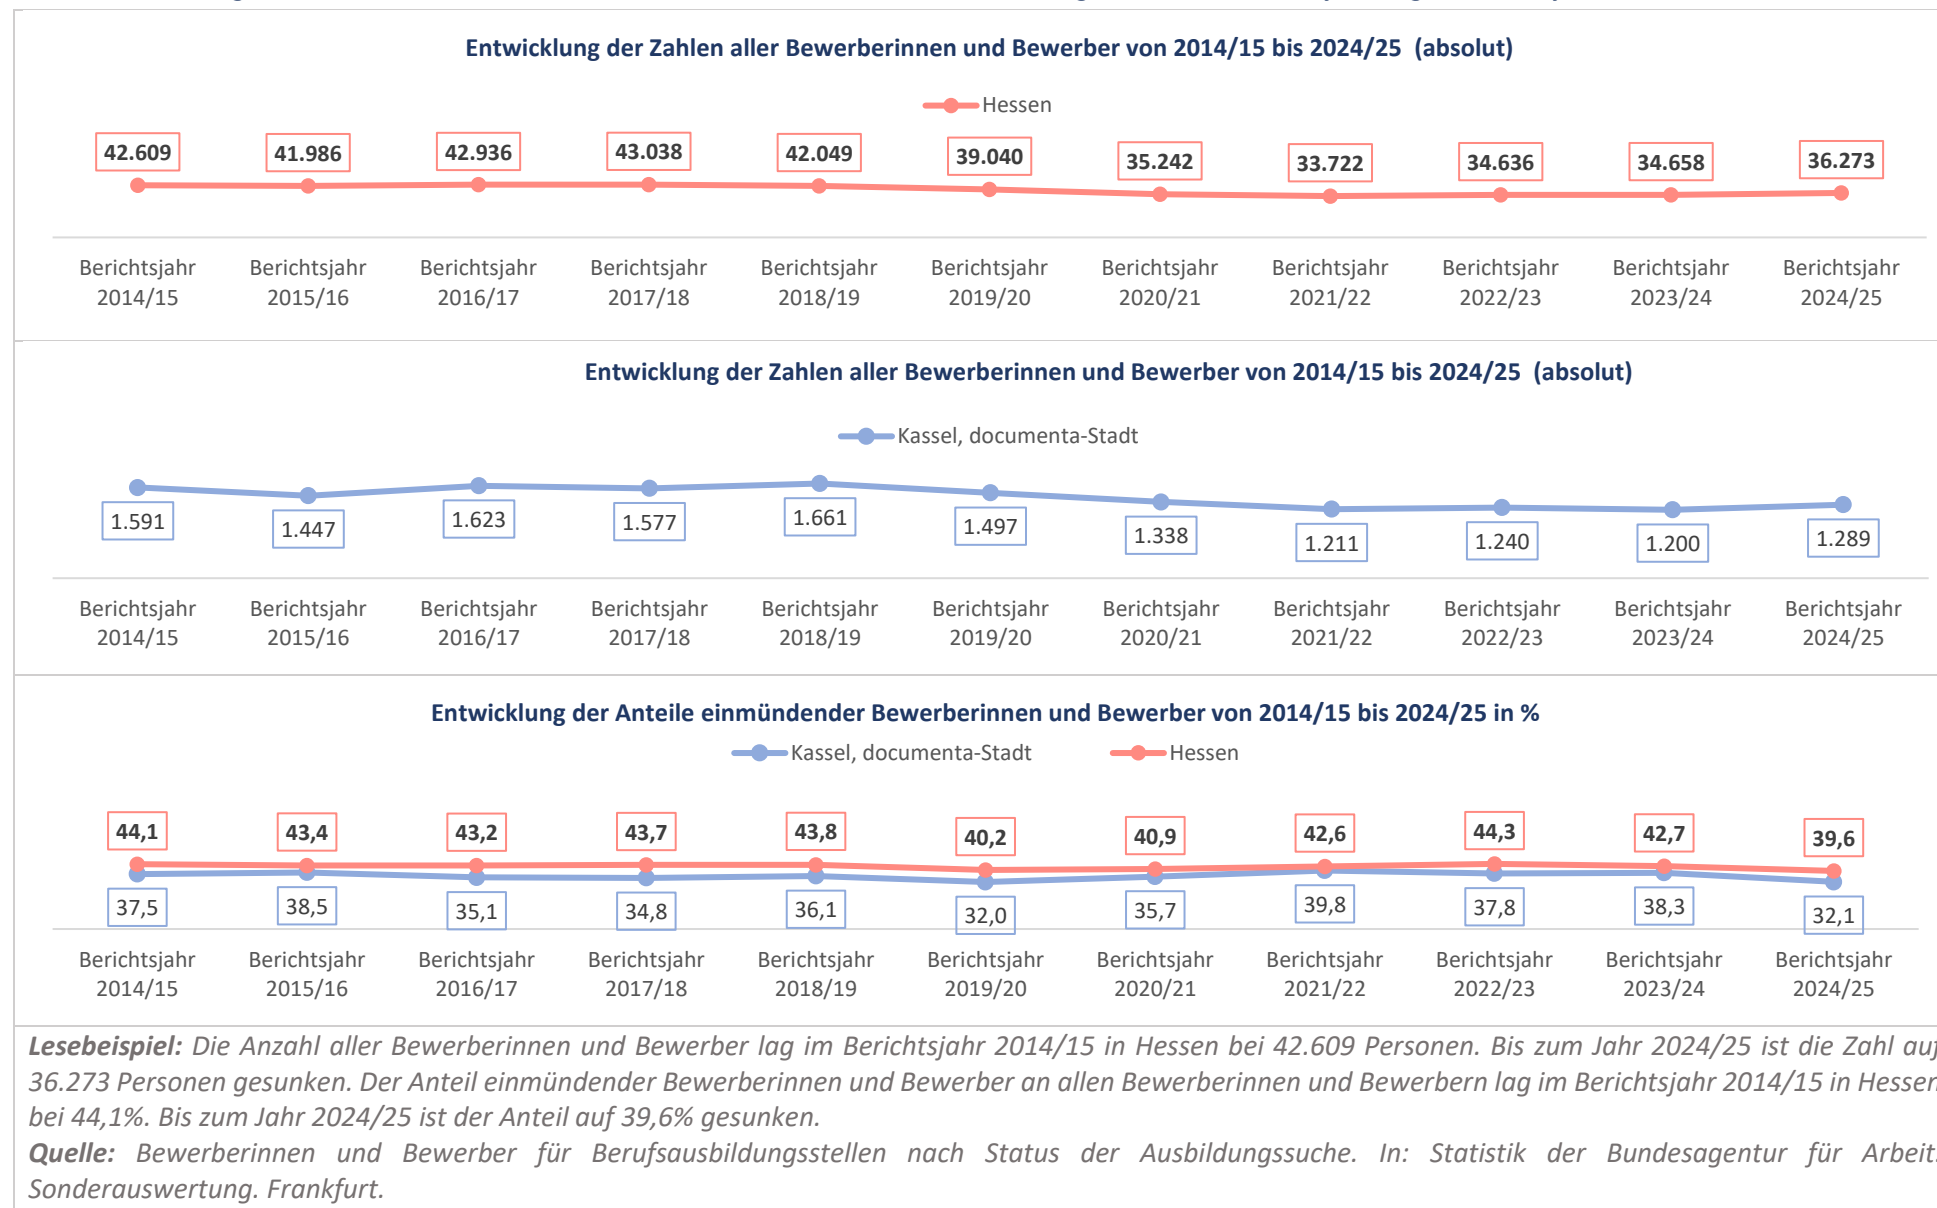 Entwicklung der Zahlen aller Bewerberinnen und Bewerber von 2014/15 bis 2024/25 (absolut)
Hessen
42.609 41.986 42.936 43.038 42.049 39.040 35.242 33.722 34.636 34.658 36.273
Berichtsjahr Berichtsjahr Berichtsjahr Berichtsjahr Berichtsjahr Berichtsjahr Berichtsjahr Berichtsjahr Berichtsjahr Berichtsjahr Berichtsjahr
2014/15 2015/16 2016/17 2017/18 2018/19 2019/20 2020/21 2021/22 2022/23 2023/24 2024/25
Entwicklung der Zahlen aller Bewerberinnen und Bewerber von 2014/15 bis 2024/25 (absolut)
Kassel, documenta-Stadt
1.591 1.447 1.623 1.577 1.661 1.497 1.338 1.211 1.240 1.200 1.289
Berichtsjahr Berichtsjahr Berichtsjahr Berichtsjahr Berichtsjahr Berichtsjahr Berichtsjahr Berichtsjahr Berichtsjahr Berichtsjahr Berichtsjahr
2014/15 2015/16 2016/17 2017/18 2018/19 2019/20 2020/21 2021/22 2022/23 2023/24 2024/25
Entwicklung der Anteile einmündender Bewerberinnen und Bewerber von 2014/15 bis 2024/25 in %
Kassel, documenta-Stadt Hessen
44,1 43,4 43,2 43,7 43,8 40,2 40,9 42,6 44,3 42,7 39,6
37,5 38,5 35,1 34,8 36,1 32,0 35,7 39,8 37,8 38,3 32,1
Berichtsjahr Berichtsjahr Berichtsjahr Berichtsjahr Berichtsjahr Berichtsjahr Berichtsjahr Berichtsjahr Berichtsjahr Berichtsjahr Berichtsjahr
2014/15 2015/16 2016/17 2017/18 2018/19 2019/20 2020/21 2021/22 2022/23 2023/24 2024/25
Lesebeispiel: Die Anzahl aller Bewerberinnen und Bewerber lag im Berichtsjahr 2014/15 in Hessen bei 42.609 Personen. Bis zum Jahr 2024/25 ist die Zahl auf
36.273 Personen gesunken. Der Anteil einmündender Bewerberinnen und Bewerber an allen Bewerberinnen und Bewerbern lag im Berichtsjahr 2014/15 in Hessen
bei 44,1%. Bis zum Jahr 2024/25 ist der Anteil auf 39,6% gesunken.
Quelle: Bewerberinnen und Bewerber für Berufsausbildungsstellen nach Status der Ausbildungssuche. In: Statistik der Bundesagentur für Arbeit.
Sonderauswertung. Frankfurt.